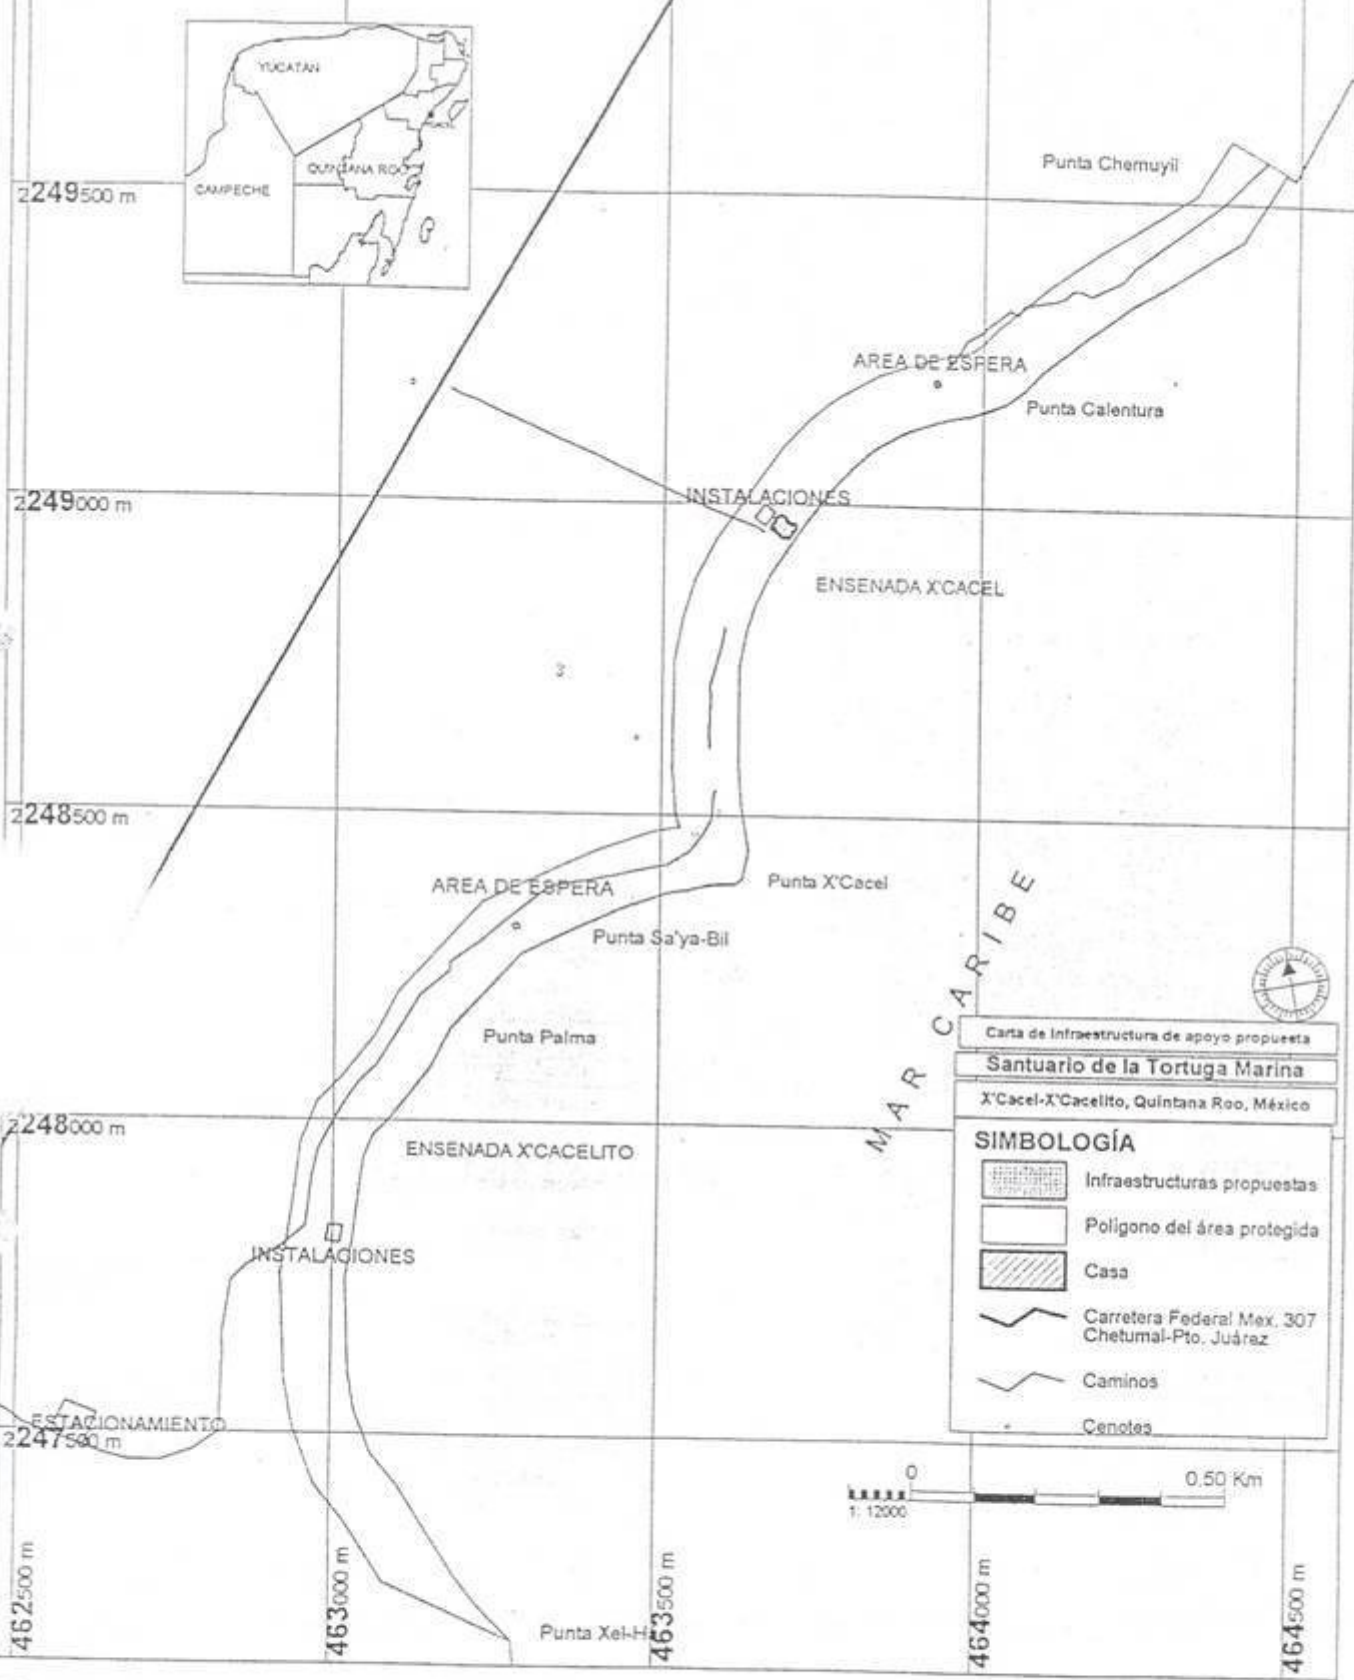 YUCATAN
QUINTANA ROO
CAMPECHE
2249500 m
Punta Chemuyil
AREA DE ESPERA
Punta Calentura
2249000 m
INSTALACIONES
ENSENADA X'CACEL
2248500 m
AREA DE ESPERA
Punta X'Cacel
Punta Sa'ya-Bil
MAR CARIBE
Punta Palma
Carta de Infraestructura de apoyo propuesta
Santuario de la Tortuga Marina
X'Cacel-X'Cacelito, Quintana Roo, México
2248000 m
ENSENADA X'CACELITO
SIMBOLOGÍA
Infraestructuras propuestas
Polígono del área protegida
Casa
Carretera Federal Mex. 307
Chetumal-Pto. Juárez
Caminos
Cenotes
INSTALACIONES
ESTACIONAMIENTO
2247500 m
0 0.50 Km
1: 12000
Punta Xel-Ha
462500 m
463000 m
463500 m
464000 m
464500 m